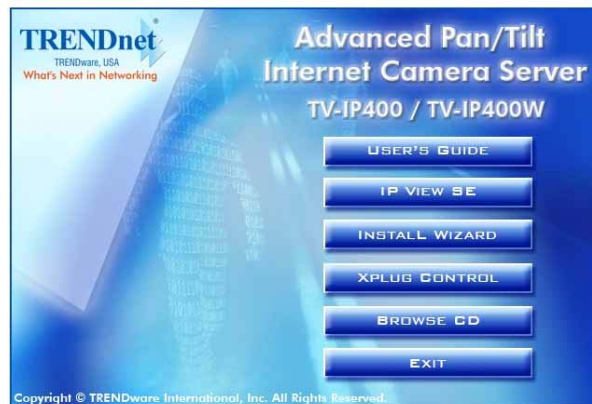 TRENDnet
TRENDware, USA
What's Next in Networking
Advanced Pan/Tilt
Internet Camera Server
TV-IP400 / TV-IP400W
USER'S GUIDE
IP VIEW SE
INSTALL WIZARD
XPLUG CONTROL
BROWSE CD
EXIT
Copyright © TRENDware International, Inc. All Rights Reserved.